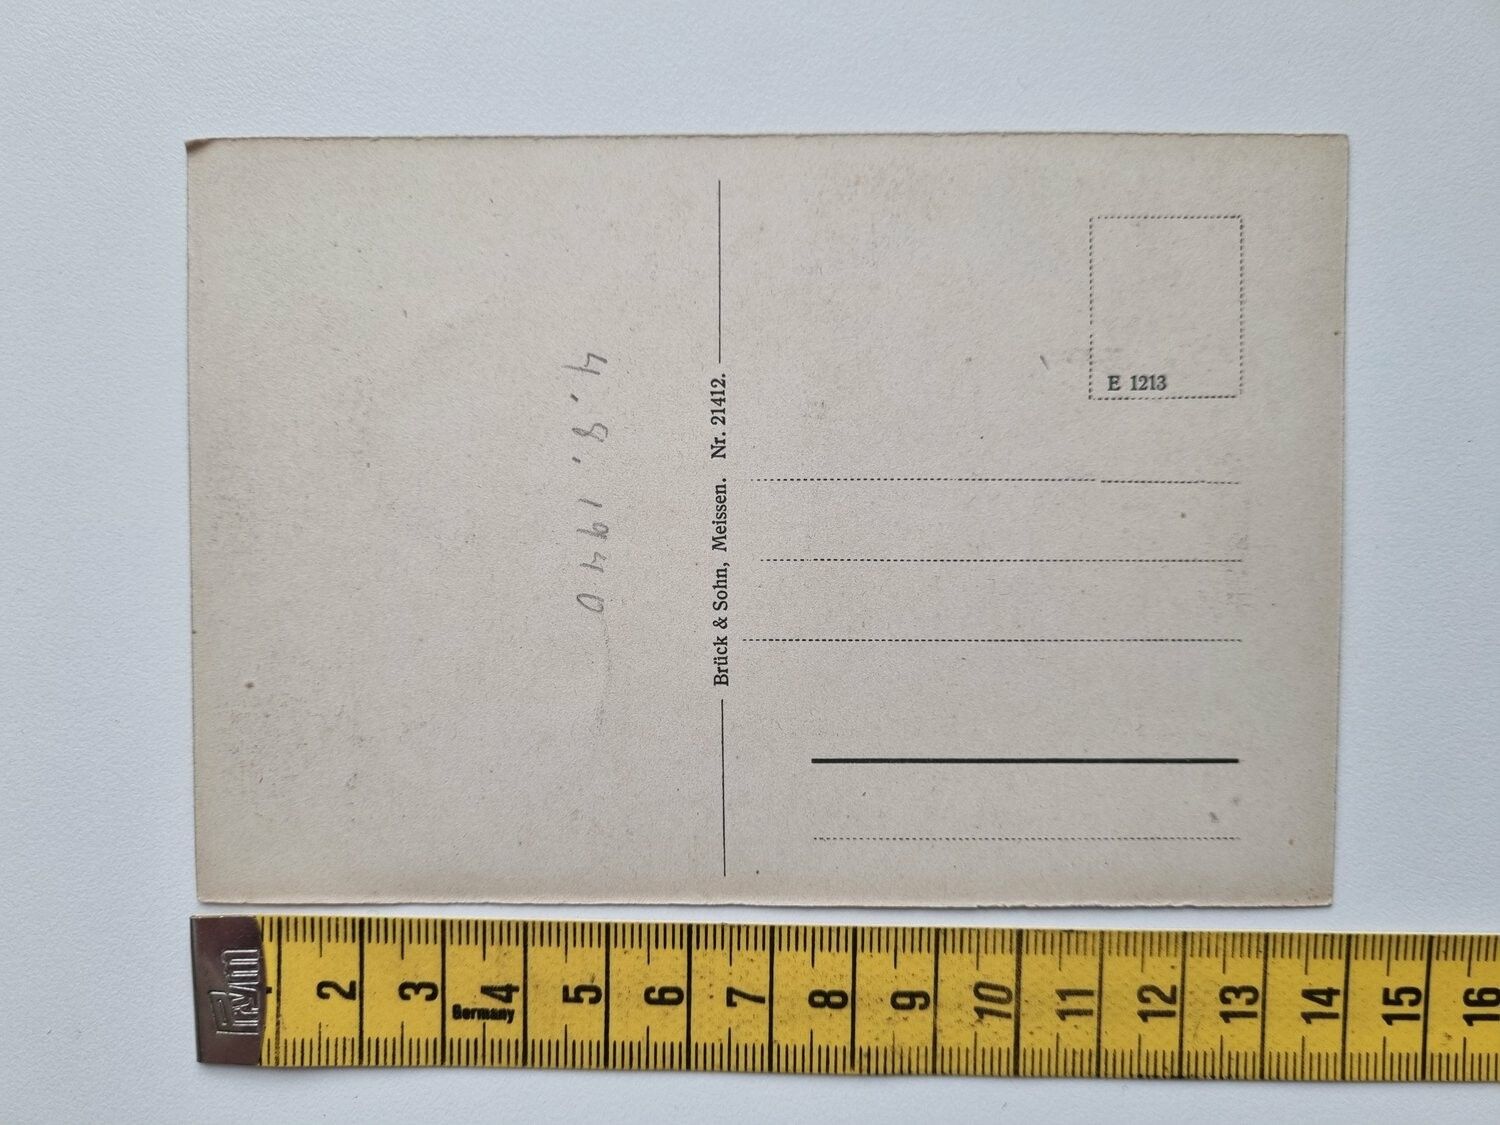 4.8.1940
Brück & Sohn, Meissen. Nr. 21412.
E 1213
Prym
Germany
2 3 4 5 6 7 8 9 10 11 12 13 14 15 16